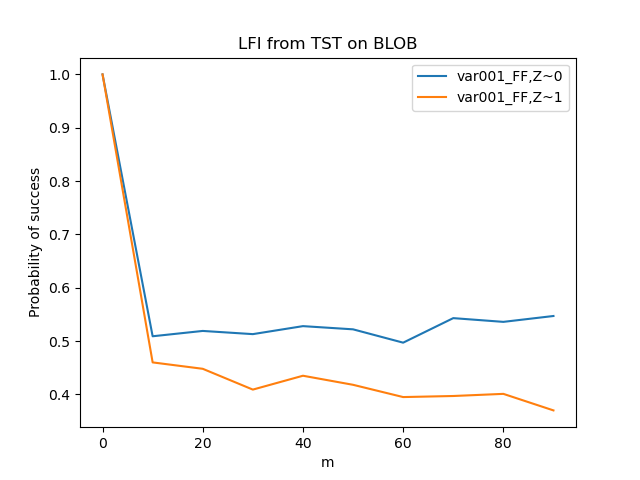 LFI from TST on BLOB
var001_FF,Z~0
var001_FF,Z~1
Probability of success
1.0
0.9
0.8
0.7
0.6
0.5
0.4
0
20
40
60
80
m